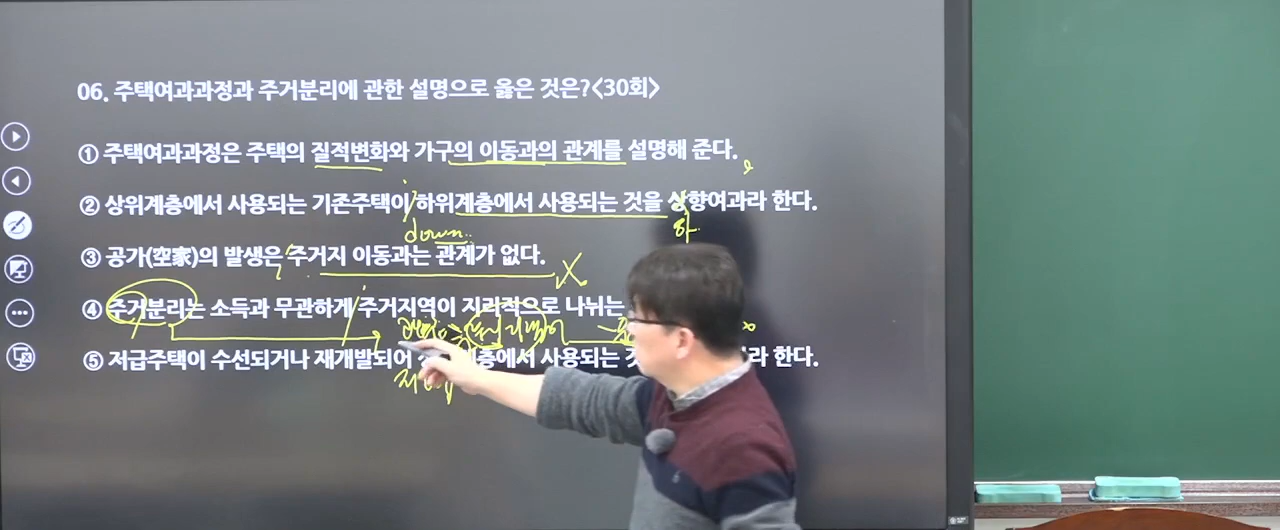 06. 주택여과과정과 주거분리에 관한 설명으로 옳은 것은?<30회>
① 주택여과과정은 주택의 질적변화와 가구의 이동과의 관계를 설명해 준다.
② 상위계층에서 사용되는 기존주택이 하위계층에서 사용되는 것을 상향여과라 한다.
down 하
③ 공가(空家)의 발생은 주거지 이동과는 관계가 없다.
④ 주거분리는 소득과 무관하게 주거지역이 지리적으로 나뉘는
⑤ 저급주택이 수선되거나 재개발되어 계층에서 사용되는 라 한다.